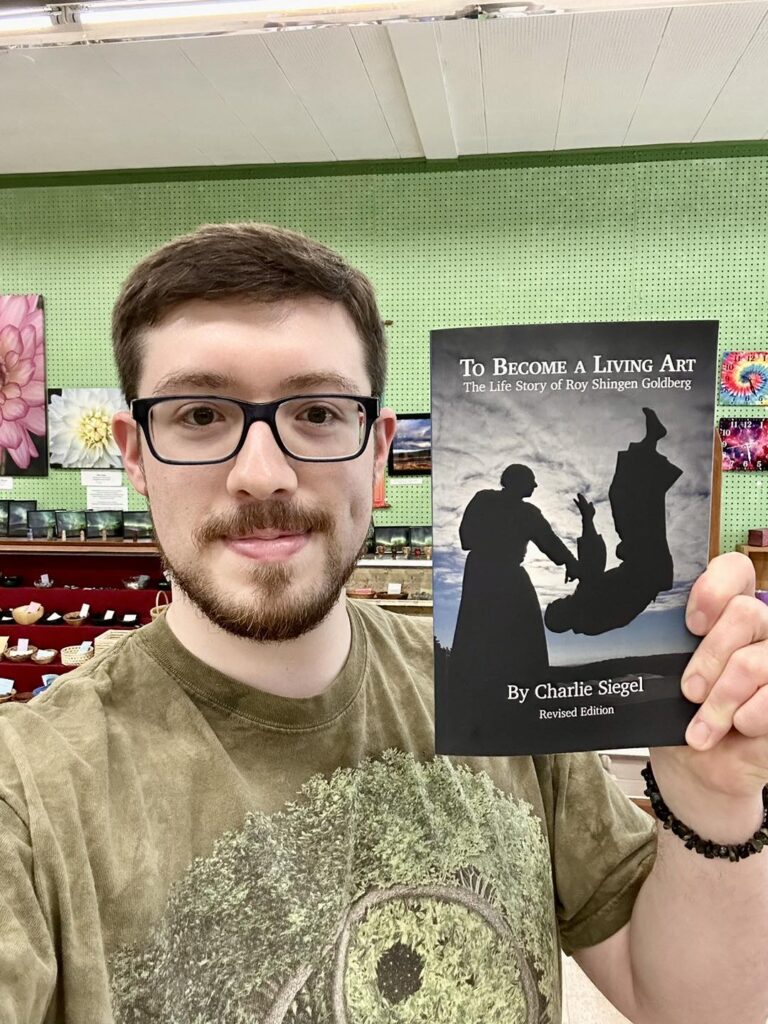 To Become a Living Art
The Life Story of Roy Shingen Goldberg
By Charlie Siegel
Revised Edition